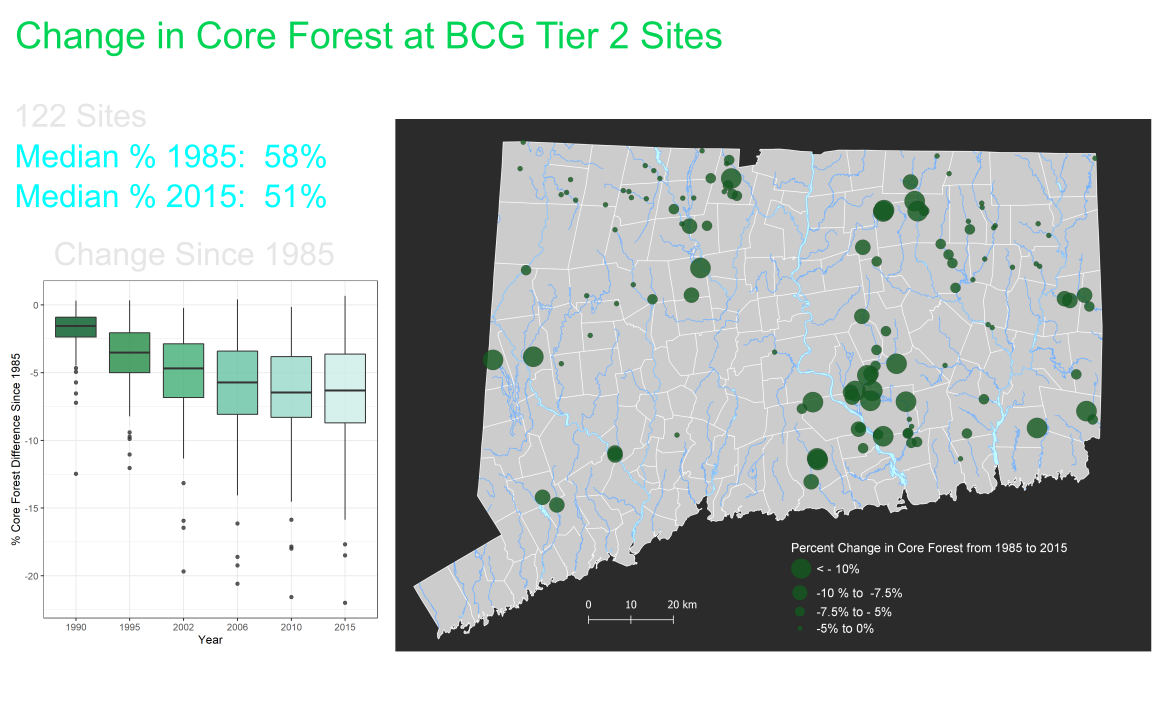 Change in Core Forest at BCG Tier 2 Sites
122 Sites
Median % 1985: 58%
Median % 2015: 51%
Change Since 1985
% Core Forest Difference Since 1985
0
-5
-10
-15
-20
1990 1995 2002 2006 2010 2015
Year
Percent Change in Core Forest from 1985 to 2015
< - 10%
-10 % to -7.5%
-7.5% to - 5%
-5% to 0%
0 10 20 km